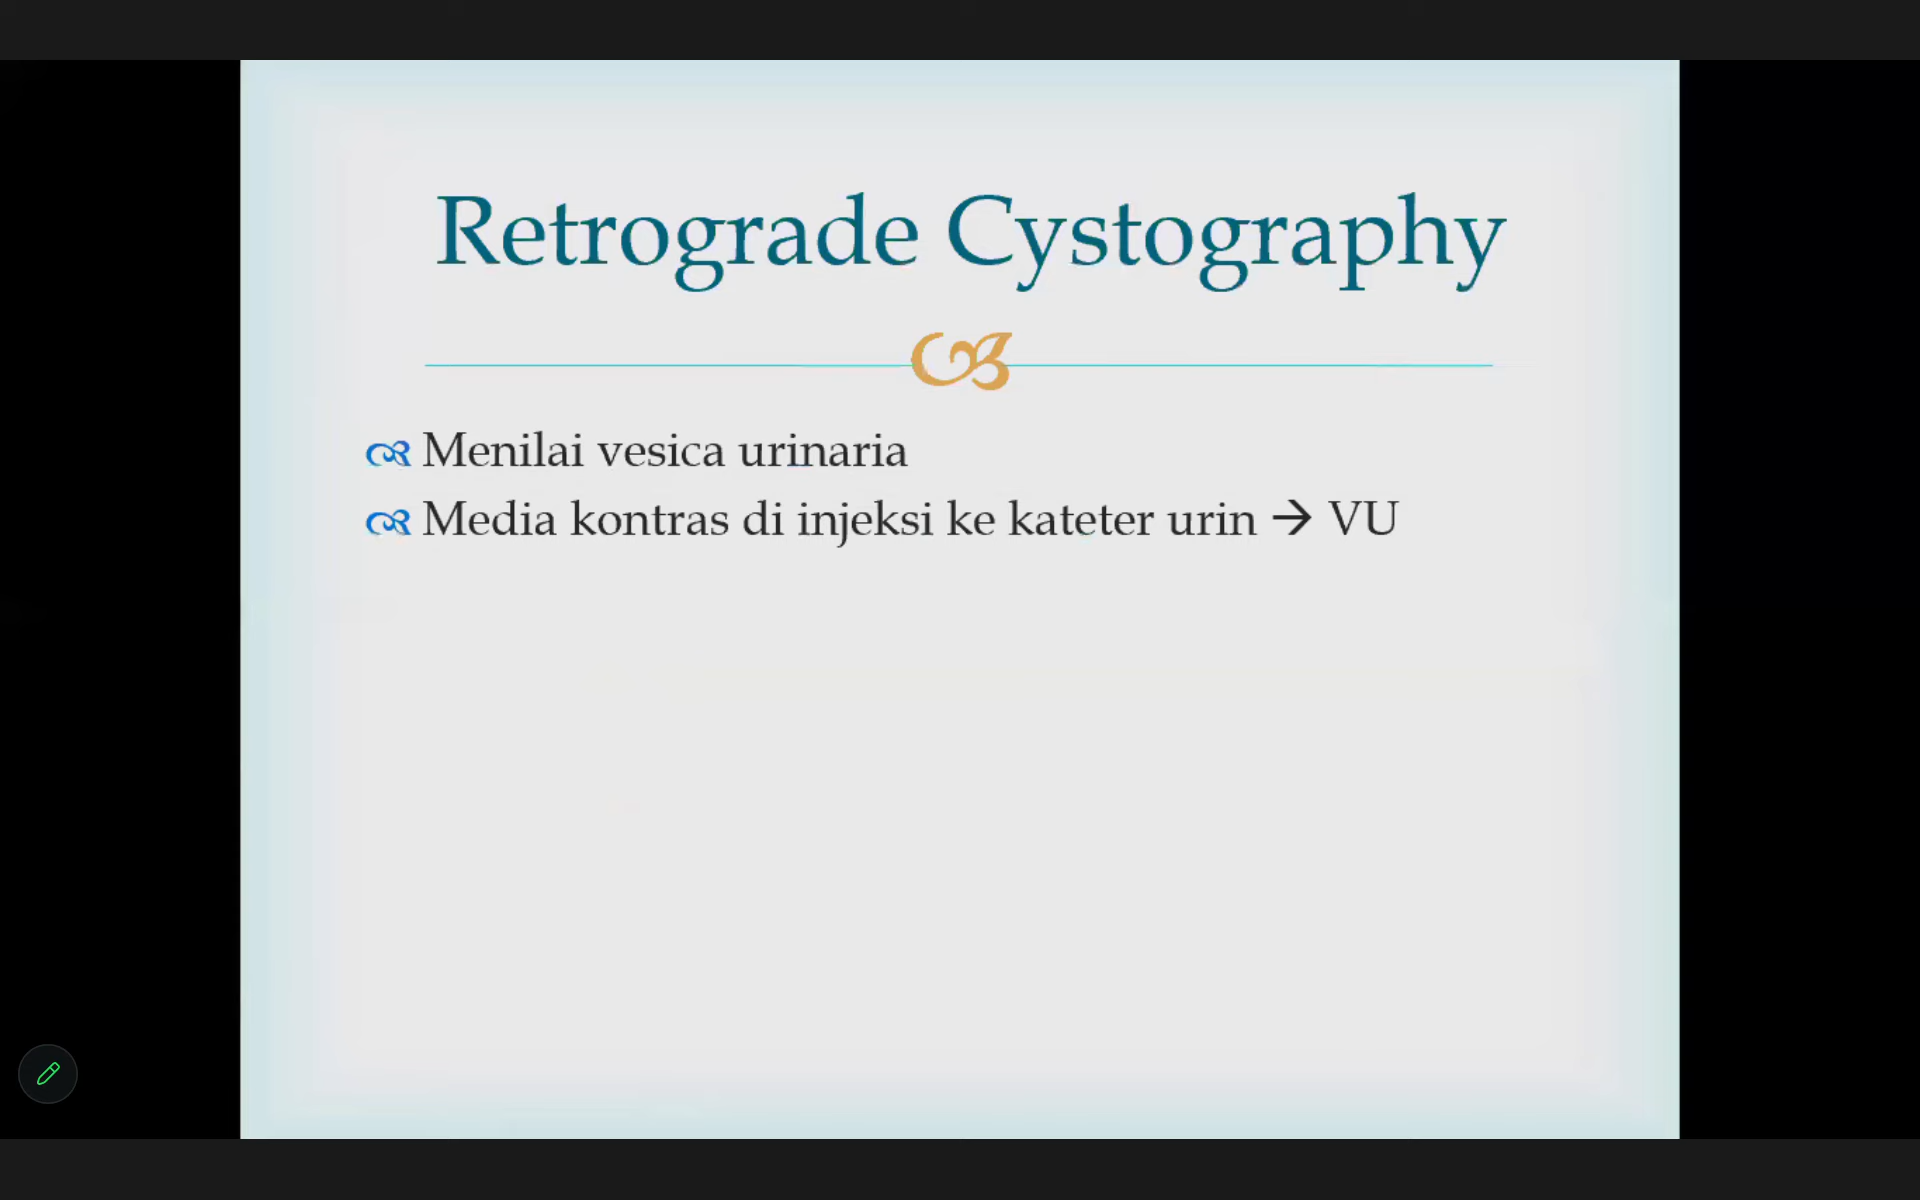 Retrograde Cystography
Menilai vesica urinaria
Media kontras di injeksi ke kateter urin → VU